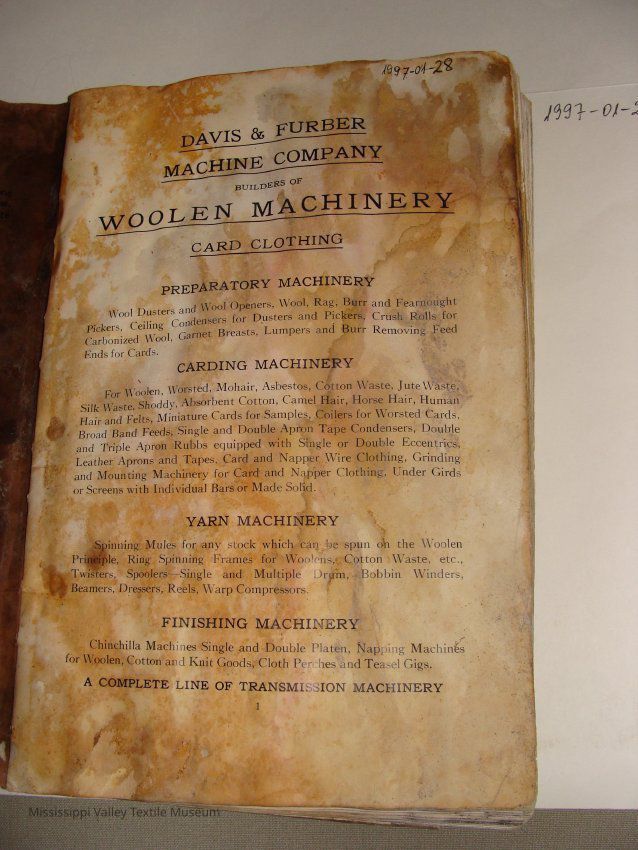 1997-01-28
DAVIS & FURBER
MACHINE COMPANY
BUILDERS OF
WOOLEN MACHINERY
CARD CLOTHING
PREPARATORY MACHINERY
Wool Dusters and Wool Openers, Wool, Rag, Burr and Fearnought
Pickers, Ceiling Condensers for Dusters and Pickers, Crush Rolls for
Carbonized Wool, Garnet Breasts, Lumpers and Burr Removing Feed
Ends for Cards.
CARDING MACHINERY
For Woolen, Worsted, Mohair, Asbestos, Cotton Waste, Jute Waste,
Silk Waste, Shoddy, Absorbent Cotton, Camel Hair, Horse Hair, Human
Hair and Felts, Miniature Cards for Samples, Coilers for Worsted Cards,
Broad Band Feeds, Single and Double Apron Tape Condensers, Double
and Triple Apron Rubbs equipped with Single or Double Eccentrics,
Leather Aprons and Tapes, Card and Napper Wire Clothing, Grinding
and Mounting Machinery for Card and Napper Clothing, Under Girds
or Screens with Individual Bars or Made Solid.
YARN MACHINERY
Spinning Mules for any stock which can be spun on the Woolen
Principle, Ring Spinning Frames for Woolens, Cotton Waste, etc.,
Twisters, Spoolers—Single and Multiple Drum, Bobbin Winders,
Beamers, Dressers, Reels, Warp Compressors.
FINISHING MACHINERY
Chinchilla Machines Single and Double Platen, Napping Machines
for Woolen, Cotton and Knit Goods, Cloth Perches and Teasel Gigs.
A COMPLETE LINE OF TRANSMISSION MACHINERY
1
1997-01-2
Mississippi Valley Textile Museum